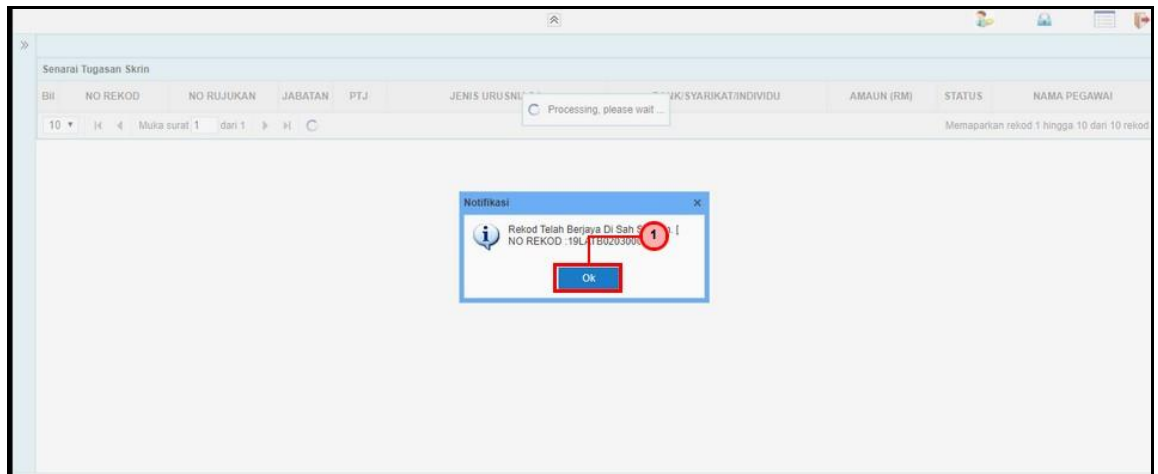 Senarai Tugasan Skrin
Bil NO REKOD NO RUJUKAN JABATAN PTJ JENIS BANK/SYARIKAT/INDIVIDU AMAUN (RM) STATUS NAMA PEGAWAI
Processing, please wait ...
10 Muka surat 1 dari 1 Memaparkan rekod 1 hingga 10 dari 10 rekod
Notifikasi
Rekod Telah Berjaya Di Sah [
NO REKOD
1
Ok